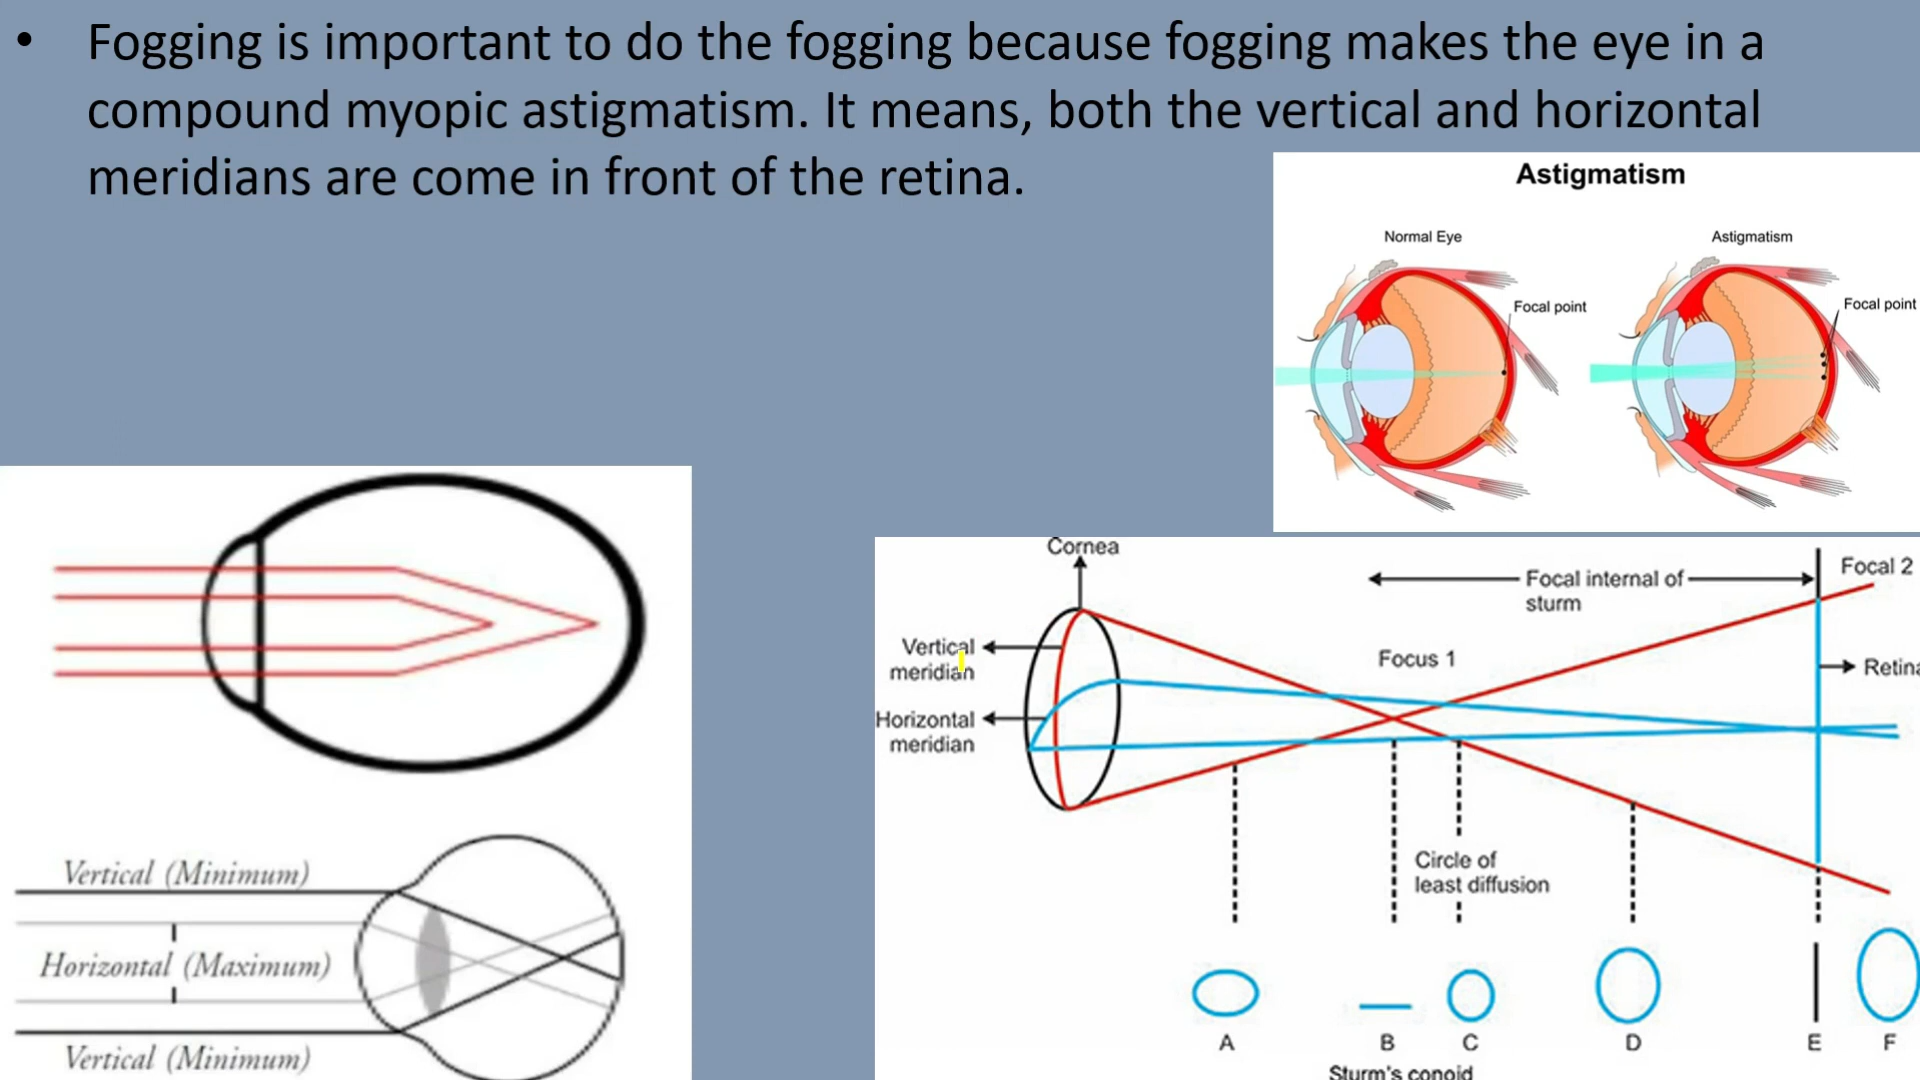 • Fogging is important to do the fogging because fogging makes the eye in a
compound myopic astigmatism. It means, both the vertical and horizontal
meridians are come in front of the retina.
Astigmatism
Normal Eye
Astigmatism
Focal point
Focal point
Vertical (Minimum)
Horizontal (Maximum)
Vertical (Minimum)
Cornea
Focal internal of
sturm
Focal 2
Vertical
meridian
Focus 1
Retina
Horizontal
meridian
Circle of
least diffusion
A B C D E F
Sturm's conoid